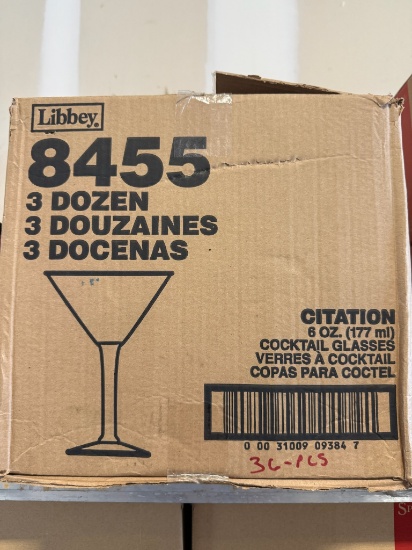 Libbey®
8455
3 DOZEN
3 DOUZAINES
3 DOCENAS
CITATION
6 OZ. (177 ml)
COCKTAIL GLASSES
VERRES À COCKTAIL
COPAS PARA COCTEL
0 00 31009 09384 7
36-PCS